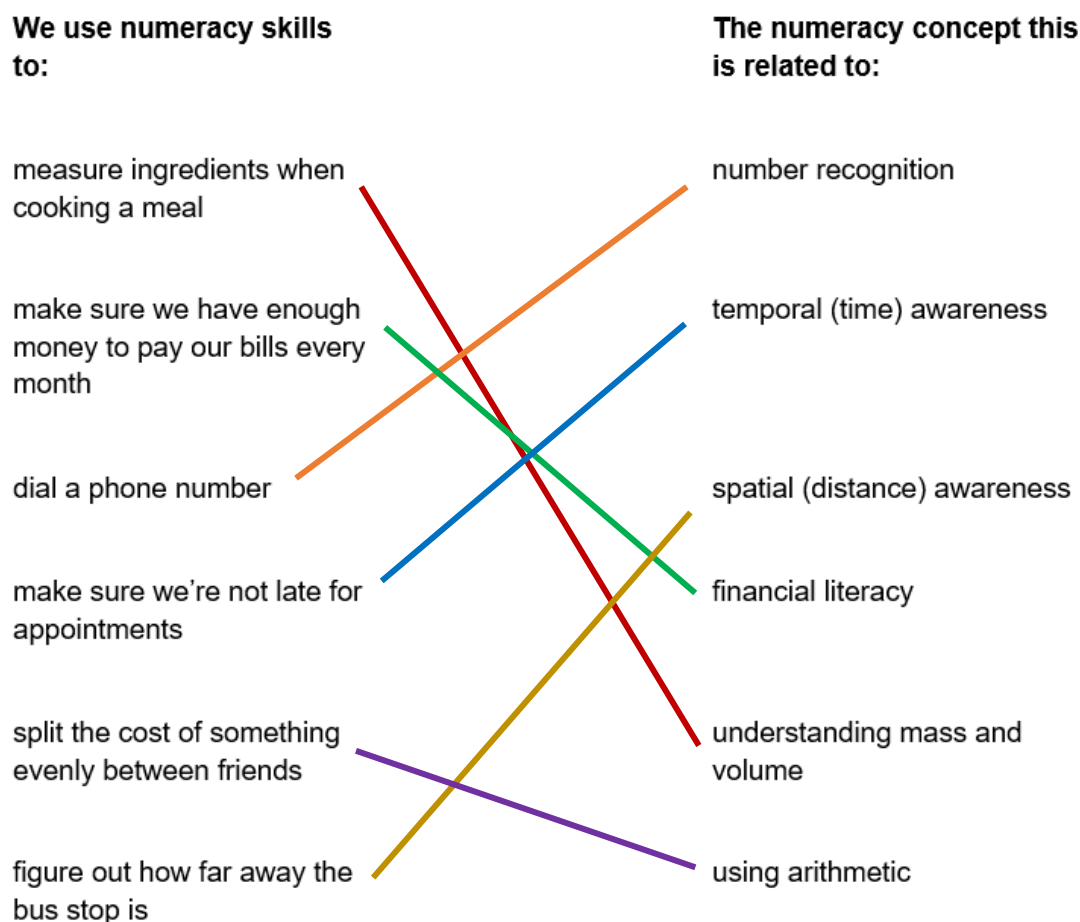 We use numeracy skills
to:
The numeracy concept this
is related to:
measure ingredients when
cooking a meal
number recognition
make sure we have enough
money to pay our bills every
month
temporal (time) awareness
dial a phone number
spatial (distance) awareness
make sure we’re not late for
appointments
financial literacy
split the cost of something
evenly between friends
understanding mass and
volume
figure out how far away the
bus stop is
using arithmetic